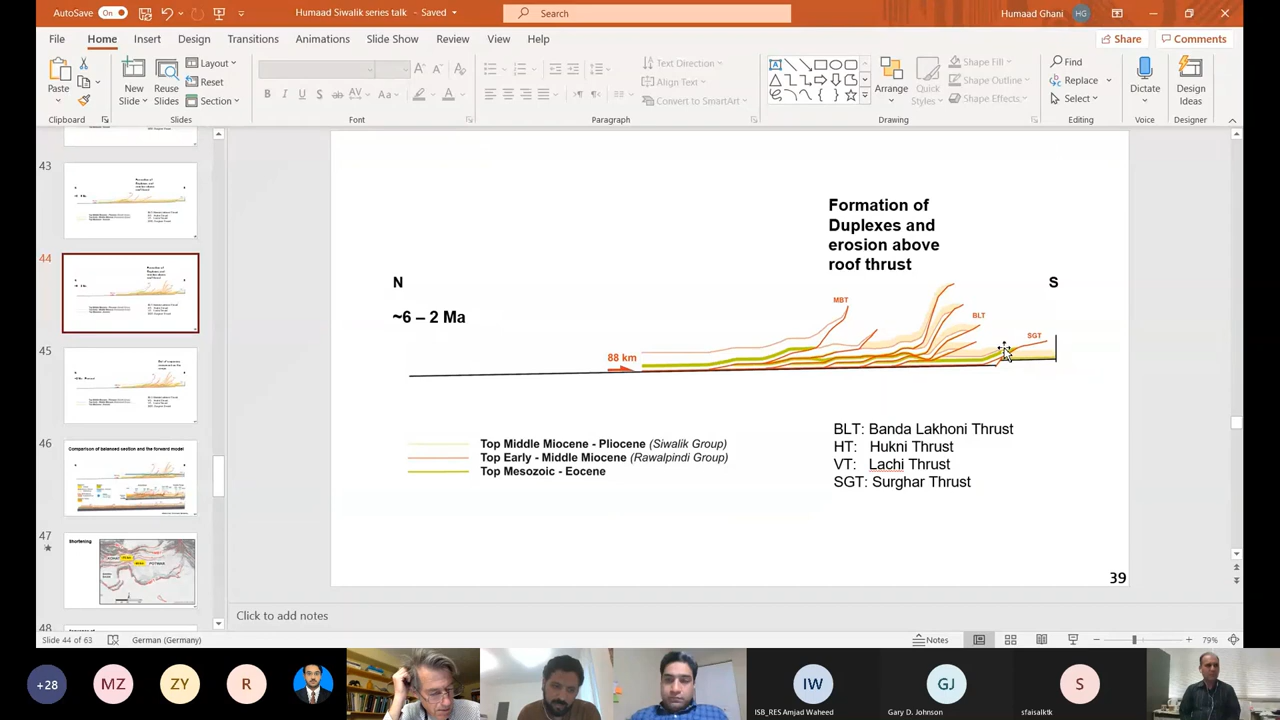 AutoSave
On
Humaad Siwalik series talk - Saved
Search
Humaad Ghani
HG
File
Home
Insert
Design
Transitions
Animations
Slide Show
Review
View
Help
Share
Comments
Paste
Clipboard
New
Slide
Reuse
Slides
Layout
Reset
Section
Slides
B
I
U
S
ab
AV
Aa
A
Font
Text Direction
Align Text
Convert to SmartArt
Paragraph
Arrange
Quick
Styles
Shape Fill
Shape Outline
Shape Effects
Drawing
Find
Replace
Select
Editing
Dictate
Voice
Design
Ideas
Designer
43
44
45
46
Comparison of balanced section and the forward model
47
Shortening
48
Formation of
Duplexes and
erosion above
roof thrust
N
S
~6 – 2 Ma
MBT
BLT
SGT
88 km
Top Middle Miocene - Pliocene (Siwalik Group)
Top Early - Middle Miocene (Rawalpindi Group)
Top Mesozoic - Eocene
BLT: Banda Lakhoni Thrust
HT: Hukni Thrust
VT: Lachi Thrust
SGT: Surghar Thrust
39
Click to add notes
Slide 44 of 63
German (Germany)
Notes
79%
+28
MZ
ZY
R
IW
ISB_RES Amjad Waheed
GJ
Gary D. Johnson
S
sfaisalktk